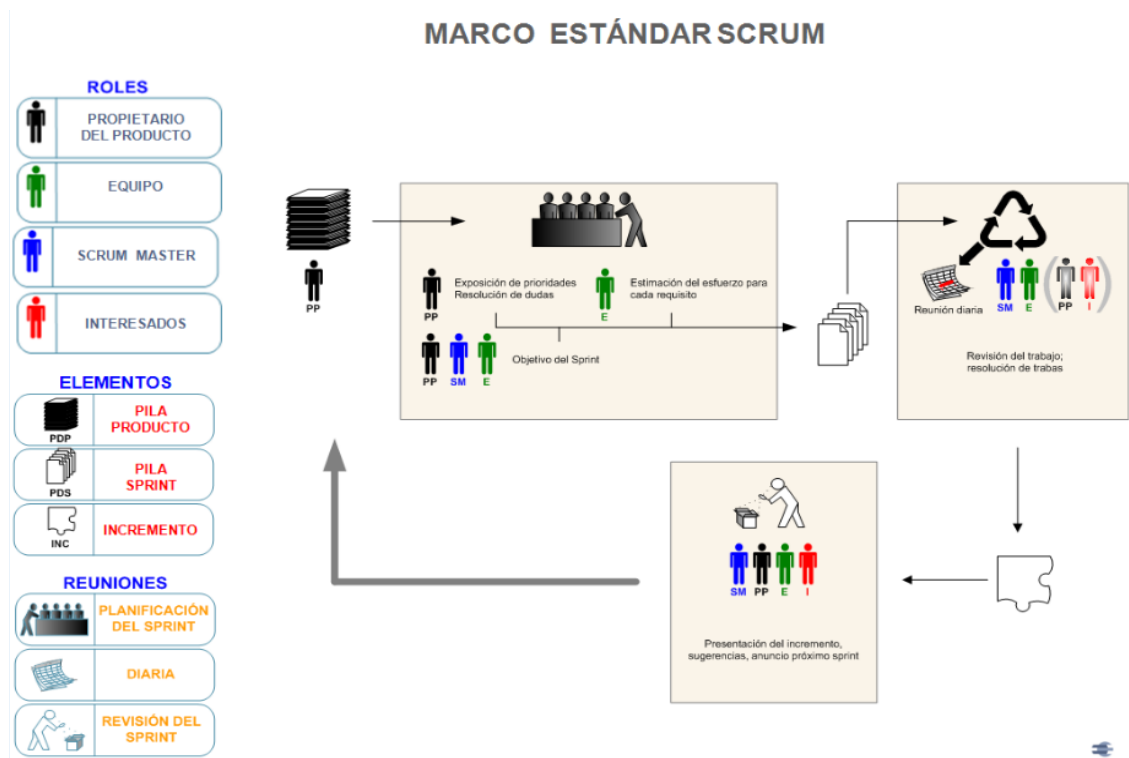 MARCO ESTÁNDAR SCRUM
ROLES
PROPIETARIO
DEL PRODUCTO
EQUIPO
SCRUM MASTER
INTERESADOS
ELEMENTOS
PDP
PILA
PRODUCTO
PDS
PILA
SPRINT
INC
INCREMENTO
REUNIONES
PLANIFICACIÓN
DEL SPRINT
DIARIA
REVISIÓN DEL
SPRINT
PP
PP
Exposición de prioridades
Resolución de dudas
E
Estimación del esfuerzo para
cada requisito
Objetivo del Sprint
PP SM E
Reunión diaria
SM E (PP I)
Revisión del trabajo;
resolución de trabas
SM PP E I
Presentación del incremento,
sugerencias, anuncio próximo sprint